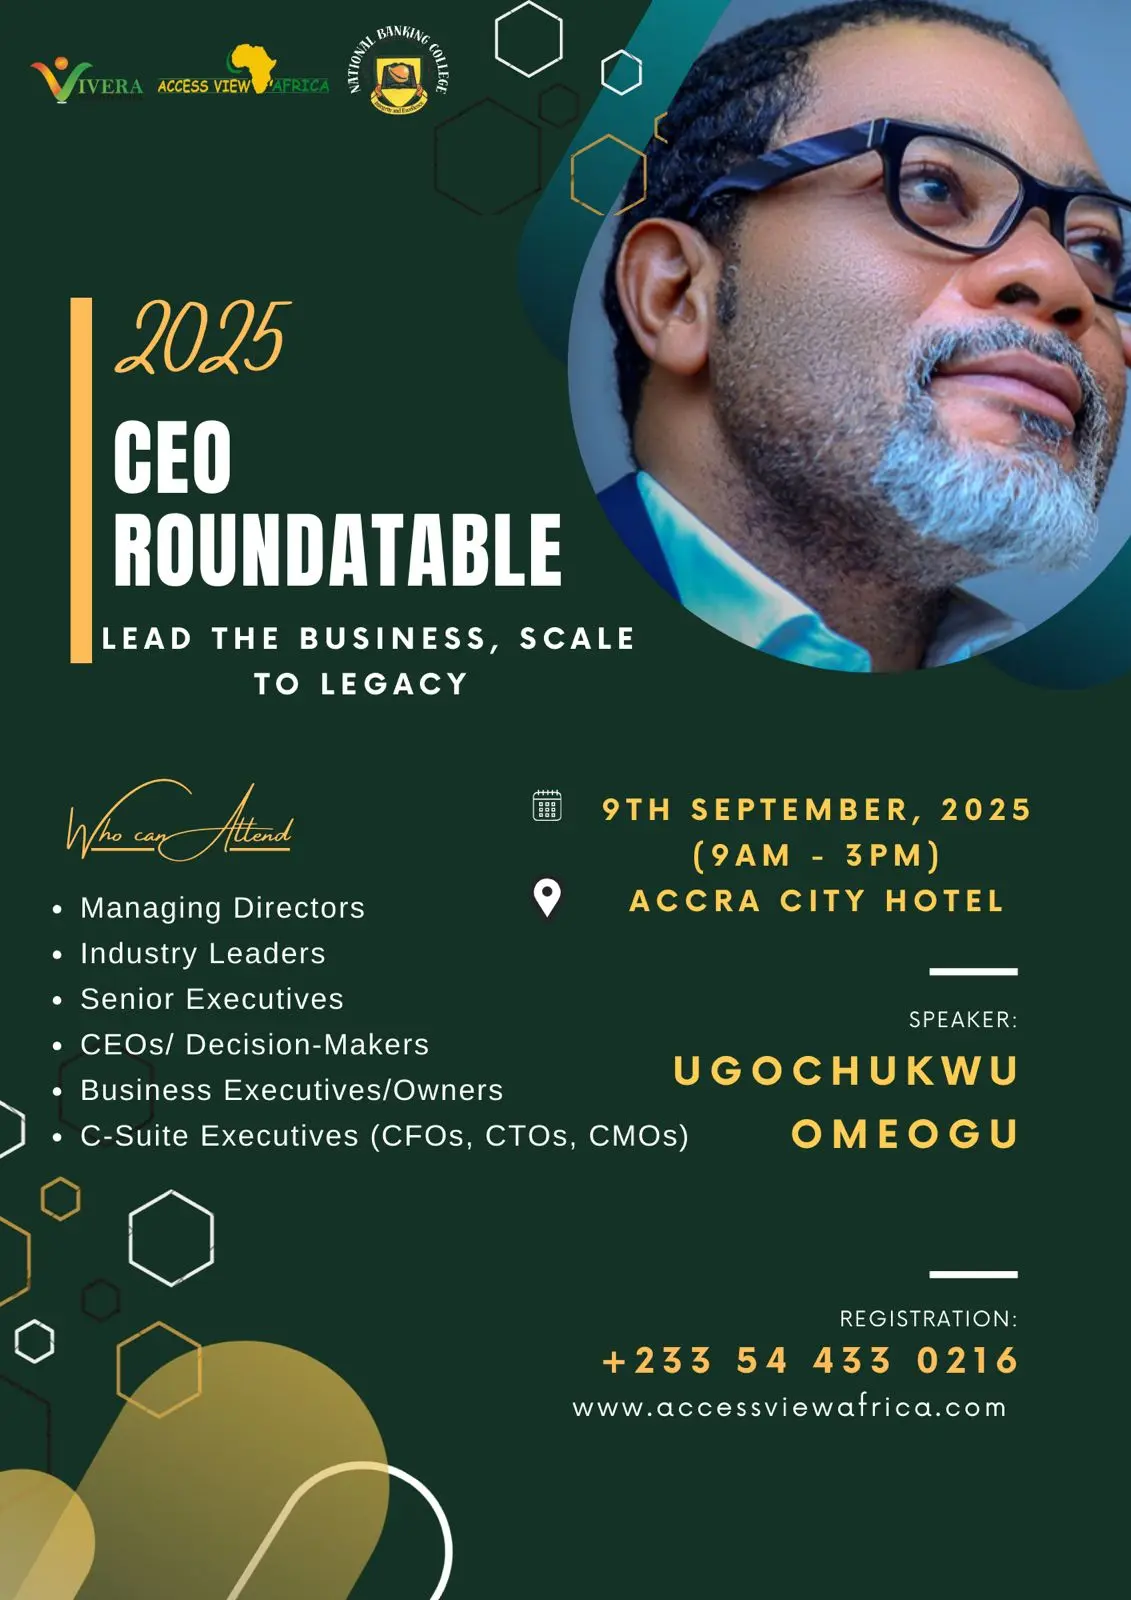 VIVERA
ACCESS VIEW AFRICA
NATIONAL BANKING COLLEGE
2025
CEO
ROUNDATABLE
LEAD THE BUSINESS, SCALE
TO LEGACY
Who can Attend
• Managing Directors
• Industry Leaders
• Senior Executives
• CEOs/ Decision-Makers
• Business Executives/Owners
• C-Suite Executives (CFOs, CTOs, CMOs)
9TH SEPTEMBER, 2025
(9AM - 3PM)
ACCRA CITY HOTEL
SPEAKER:
UGOCHUKWU
OMEOGU
REGISTRATION:
+233 54 433 0216
www.accessviewafrica.com